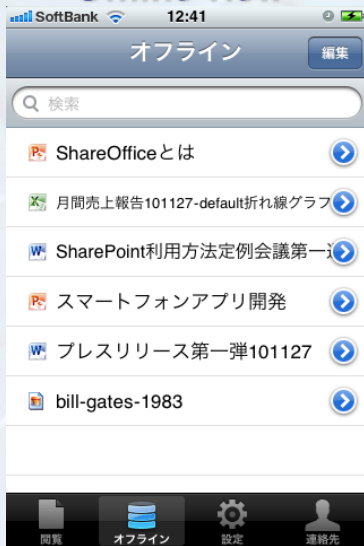 SoftBank 12:41
オフライン 編集
検索
ShareOfficeとは
月間売上報告101127-default折れ線グラフ
SharePoint利用方法定例会議第一
スマートフォンアプリ開発
プレスリリース第一弾101127
bill-gates-1983
閲覧 オフライン 設定 連絡先